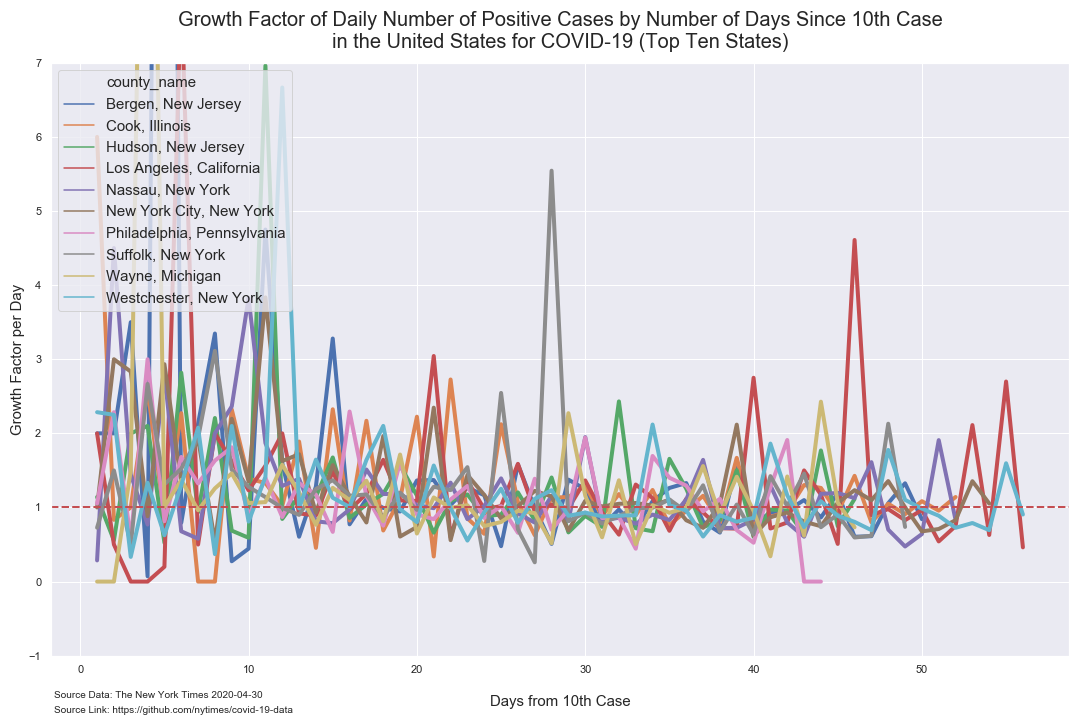 Growth Factor of Daily Number of Positive Cases by Number of Days Since 10th Case
in the United States for COVID-19 (Top Ten States)
7
6
5
4
3
2
1
0
−1
Growth Factor per Day
county_name
Bergen, New Jersey
Cook, Illinois
Hudson, New Jersey
Los Angeles, California
Nassau, New York
New York City, New York
Philadelphia, Pennsylvania
Suffolk, New York
Wayne, Michigan
Westchester, New York
0 10 20 30 40 50
Days from 10th Case
Source Data: The New York Times 2020-04-30
Source Link: https://github.com/nytimes/covid-19-data